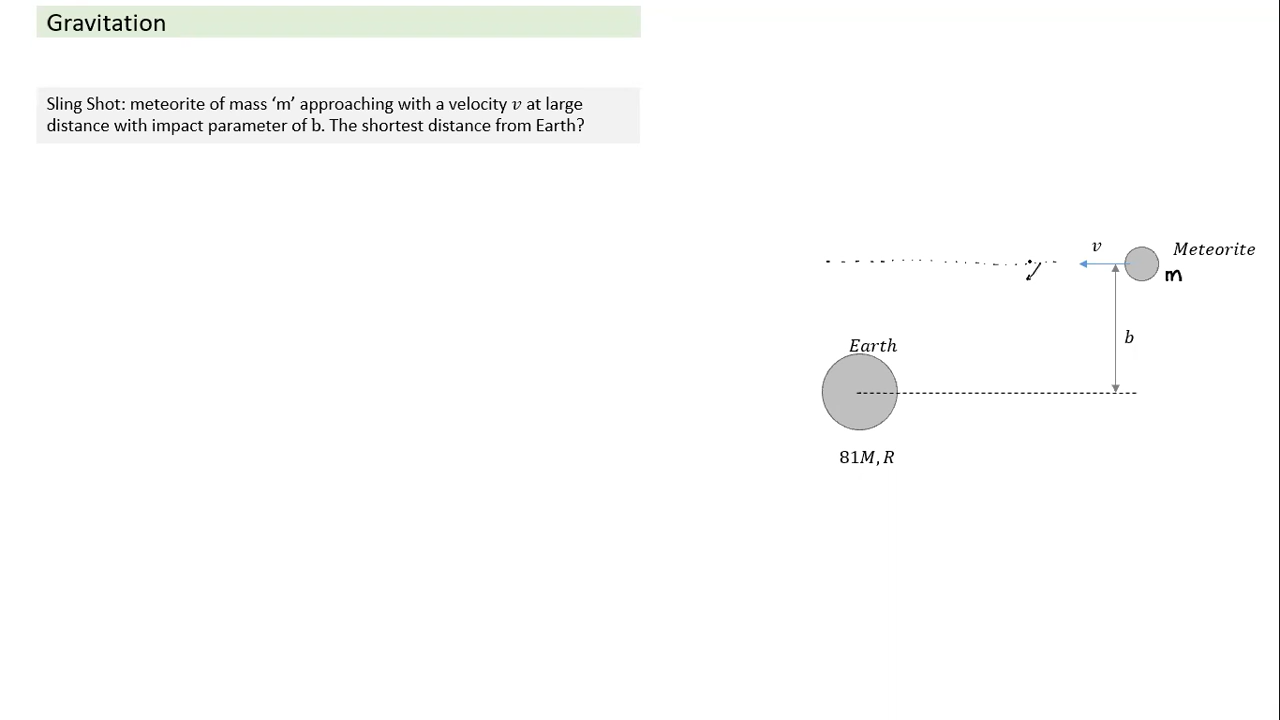 Gravitation
Sling Shot: meteorite of mass ‘m’ approaching with a velocity 𝑣 at large
distance with impact parameter of b. The shortest distance from Earth?
𝑣
Meteorite
m
b
Earth
81M, R